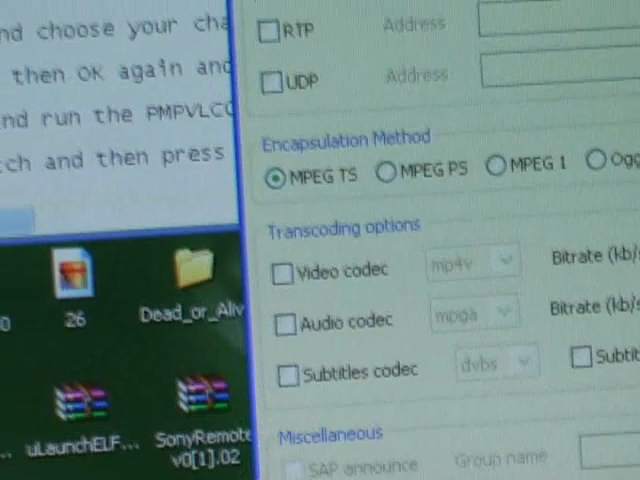 nd choose your cha
then OK again and
nd run the PMPVLCC
tch and then press
RTP Address
UDP Address
Encapsulation Method
MPEG TS MPEG PS MPEG 1 Ogg
Transcoding options
Video codec mp4v Bitrate (kb/s
Audio codec mpga Bitrate (kb/s
Subtitles codec dvbs Subtit
Miscellaneous
SAP announce Group name
0 26 Dead_or_Aliv
... uLaunchELF... SonyRemote
v0[1].02